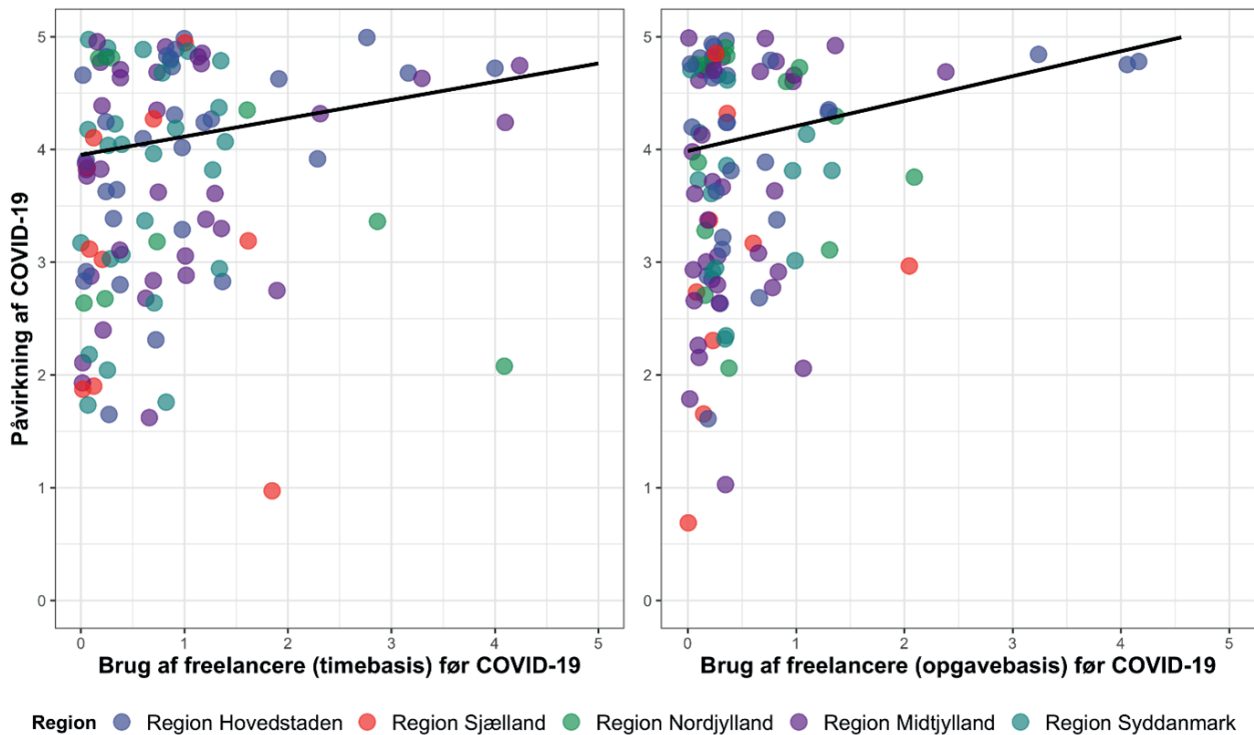 Påvirkning af COVID-19
5
4
3
2
1
0
0 1 2 3 4 5
Brug af freelancere (timebasis) før COVID-19
5
4
3
2
1
0
0 1 2 3 4 5
Brug af freelancere (opgavebasis) før COVID-19
Region Region Hovedstaden Region Sjælland Region Nordjylland Region Midtjylland Region Syddanmark